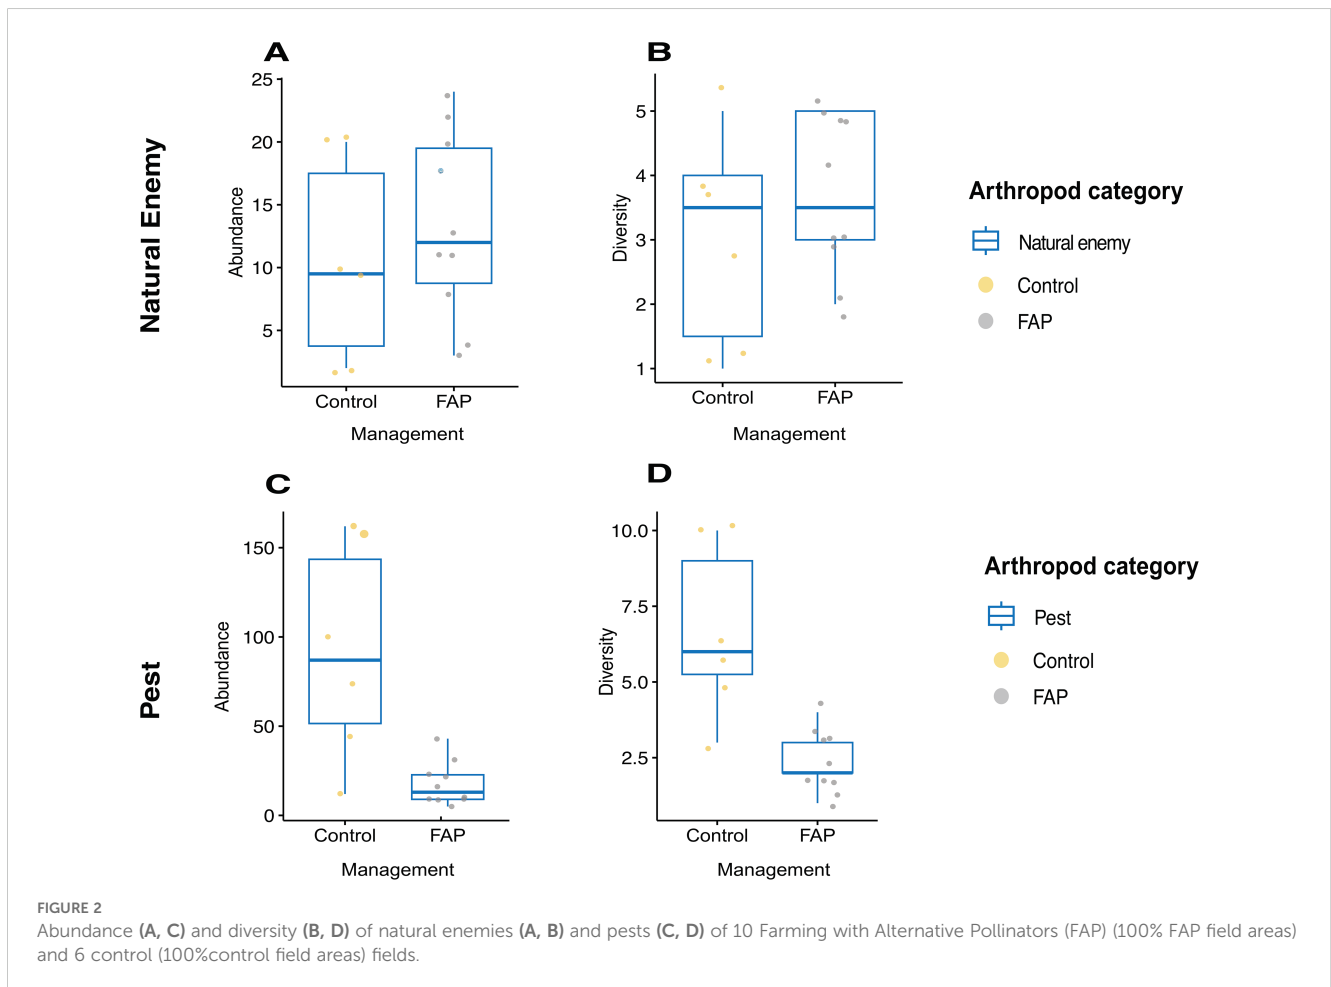 A
B
25
20
15
10
5
Abundance
Control
FAP
Management
Natural Enemy
5
4
3
2
1
Diversity
Control
FAP
Management
Arthropod category
Natural enemy
Control
FAP
C
D
150
100
50
0
Abundance
Control
FAP
Management
Pest
10.0
7.5
5.0
2.5
Diversity
Control
FAP
Management
Arthropod category
Pest
Control
FAP
FIGURE 2
Abundance (A, C) and diversity (B, D) of natural enemies (A, B) and pests (C, D) of 10 Farming with Alternative Pollinators (FAP) (100% FAP field areas)
and 6 control (100%control field areas) fields.